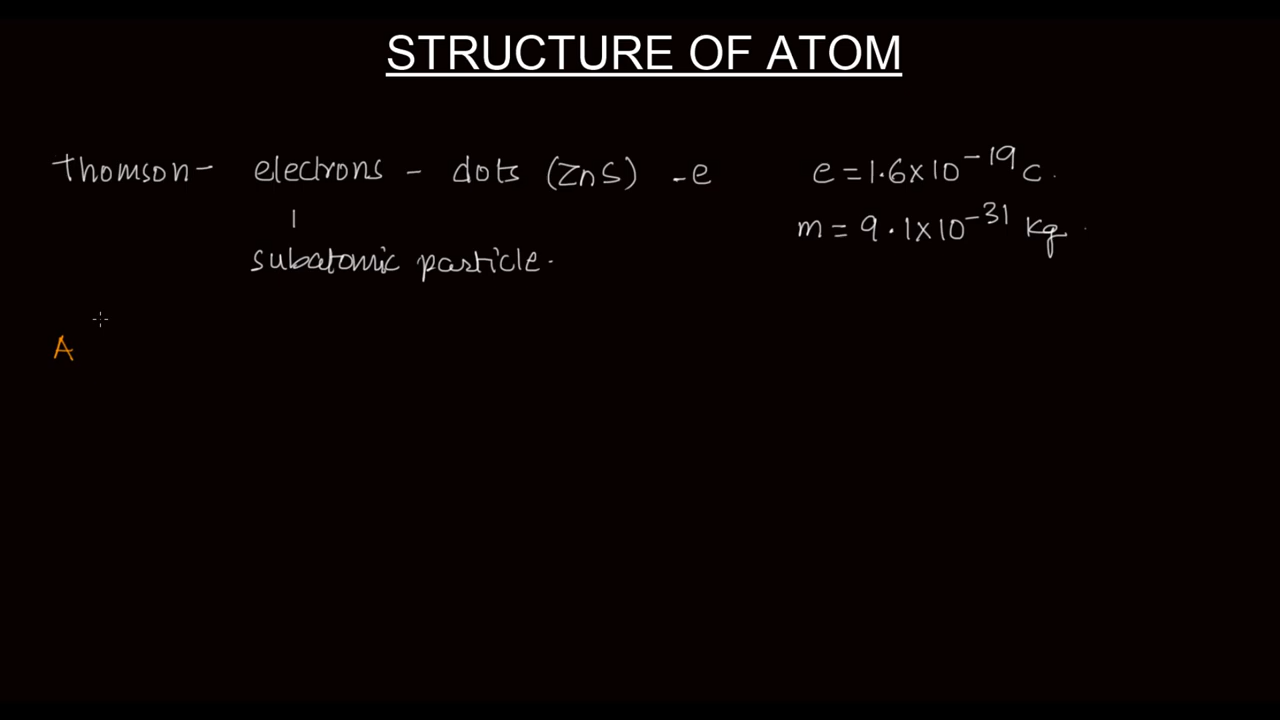 STRUCTURE OF ATOM
Thomson - electrons - dots (ZnS) -e e = 1.6x10⁻¹⁹ c.
m = 9.1x10⁻³¹ kg.
subatomic particle.
A